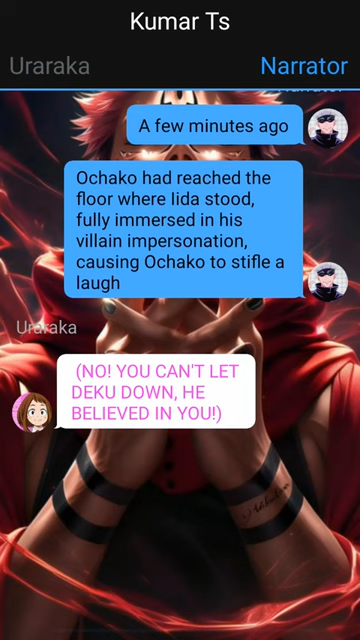 Kumar Ts
Uraraka
Narrator
A few minutes ago
Ochako had reached the
floor where Iida stood,
fully immersed in his
villain impersonation,
causing Ochako to stifle a
laugh
Uraraka
(NO! YOU CAN'T LET
DEKU DOWN, HE
BELIEVED IN YOU!)